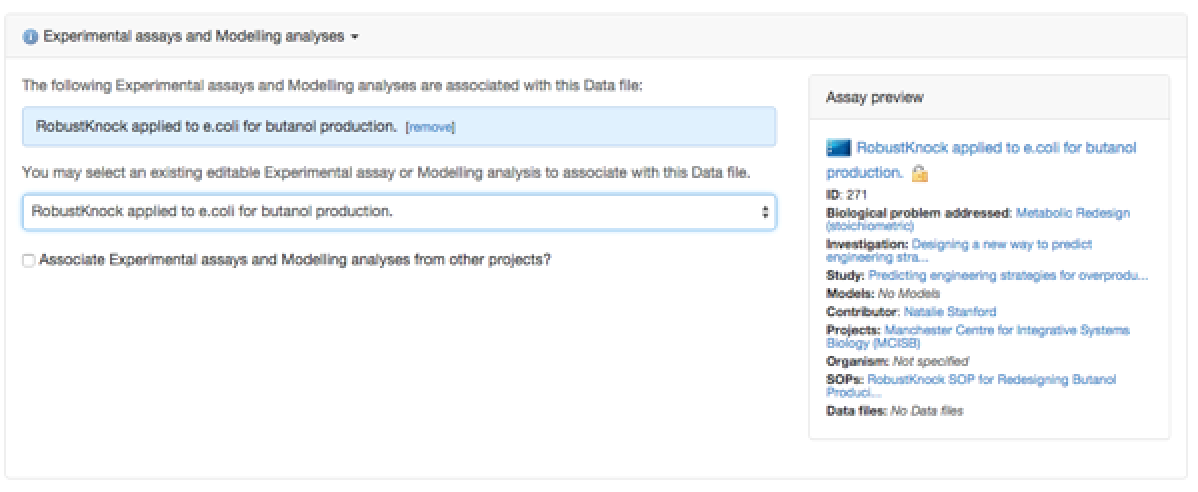 Experimental assays and Modelling analyses
The following Experimental assays and Modelling analyses are associated with this Data file:
RobustKnock applied to e.coli for butanol production. [remove]
You may select an existing editable Experimental assay or Modelling analysis to associate with this Data file.
RobustKnock applied to e.coli for butanol production.
Associate Experimental assays and Modelling analyses from other projects?
Assay preview
RobustKnock applied to e.coli for butanol
production.
ID: 271
Biological problem addressed: Metabolic Redesign
(stoichiometric)
Investigation: Designing a new way to predict
engineering stra...
Study: Predicting engineering strategies for overprodu...
Models: No Models
Contributor: Natalie Stanford
Projects: Manchester Centre for Integrative Systems
Biology (MCISB)
Organism: Not specified
SOPs: RobustKnock SOP for Redesigning Butanol
Produci...
Data files: No Data files